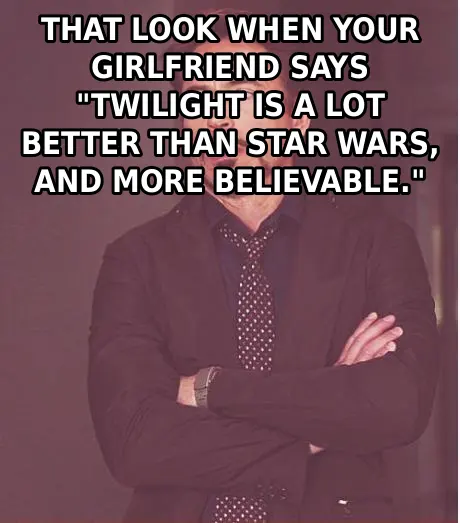 THAT LOOK WHEN YOUR
GIRLFRIEND SAYS
"TWILIGHT IS A LOT
BETTER THAN STAR WARS,
AND MORE BELIEVABLE."